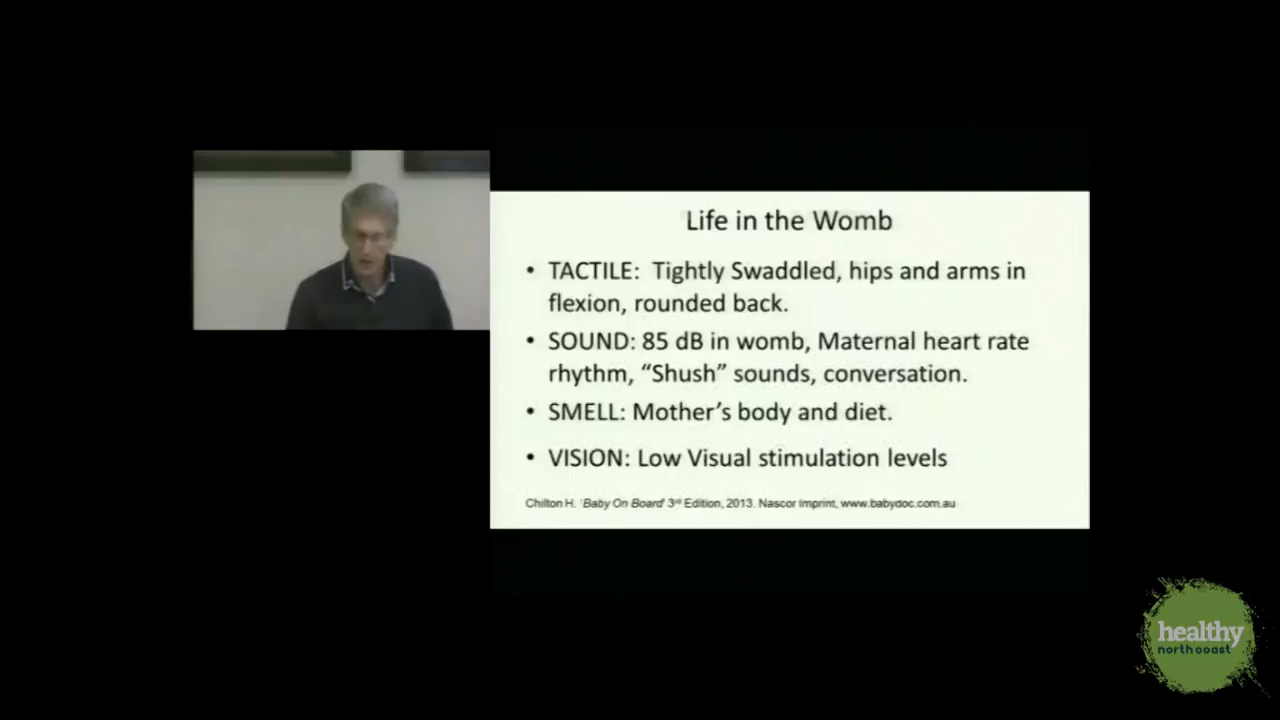 Life in the Womb
• TACTILE: Tightly Swaddled, hips and arms in
flexion, rounded back.
• SOUND: 85 dB in womb, Maternal heart rate
rhythm, “Shush” sounds, conversation.
• SMELL: Mother’s body and diet.
• VISION: Low Visual stimulation levels
Chilton H. ‘Baby On Board’ 3rd Edition, 2013. Nascor Imprint, www.babydoc.com.au
healthy
north coast